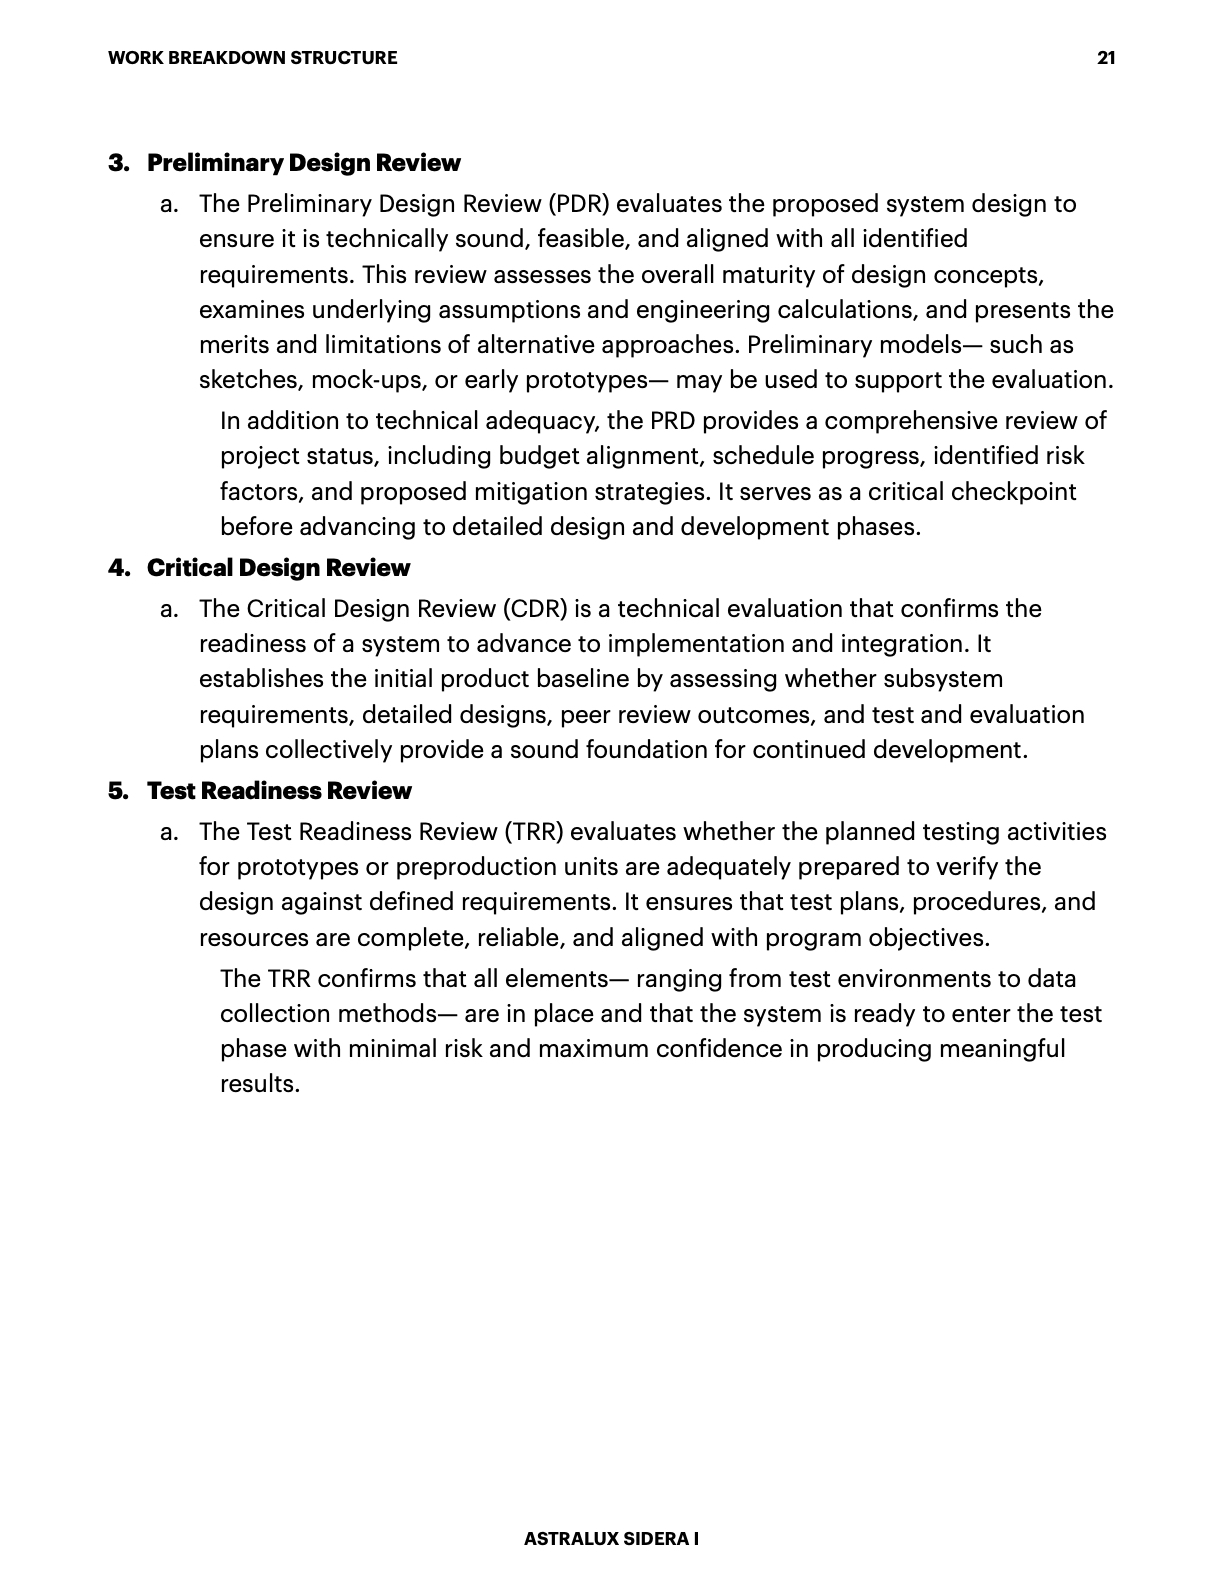 WORK BREAKDOWN STRUCTURE 21
3. Preliminary Design Review
a. The Preliminary Design Review (PDR) evaluates the proposed system design to
ensure it is technically sound, feasible, and aligned with all identified
requirements. This review assesses the overall maturity of design concepts,
examines underlying assumptions and engineering calculations, and presents the
merits and limitations of alternative approaches. Preliminary models— such as
sketches, mock-ups, or early prototypes— may be used to support the evaluation.
In addition to technical adequacy, the PRD provides a comprehensive review of
project status, including budget alignment, schedule progress, identified risk
factors, and proposed mitigation strategies. It serves as a critical checkpoint
before advancing to detailed design and development phases.
4. Critical Design Review
a. The Critical Design Review (CDR) is a technical evaluation that confirms the
readiness of a system to advance to implementation and integration. It
establishes the initial product baseline by assessing whether subsystem
requirements, detailed designs, peer review outcomes, and test and evaluation
plans collectively provide a sound foundation for continued development.
5. Test Readiness Review
a. The Test Readiness Review (TRR) evaluates whether the planned testing activities
for prototypes or preproduction units are adequately prepared to verify the
design against defined requirements. It ensures that test plans, procedures, and
resources are complete, reliable, and aligned with program objectives.
The TRR confirms that all elements— ranging from test environments to data
collection methods— are in place and that the system is ready to enter the test
phase with minimal risk and maximum confidence in producing meaningful
results.
ASTRALUX SIDERA I